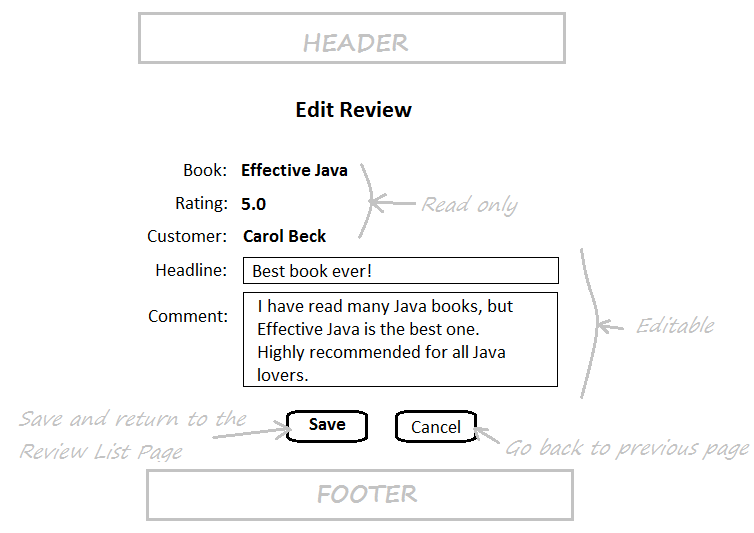 HEADER
Edit Review
Book: Effective Java
Rating: 5.0
Read only
Customer: Carol Beck
Headline: Best book ever!
Comment: I have read many Java books, but
Effective Java is the best one.
Highly recommended for all Java
lovers.
Editable
Save and return to the
Review List Page
Save
Cancel
Go back to previous page
FOOTER